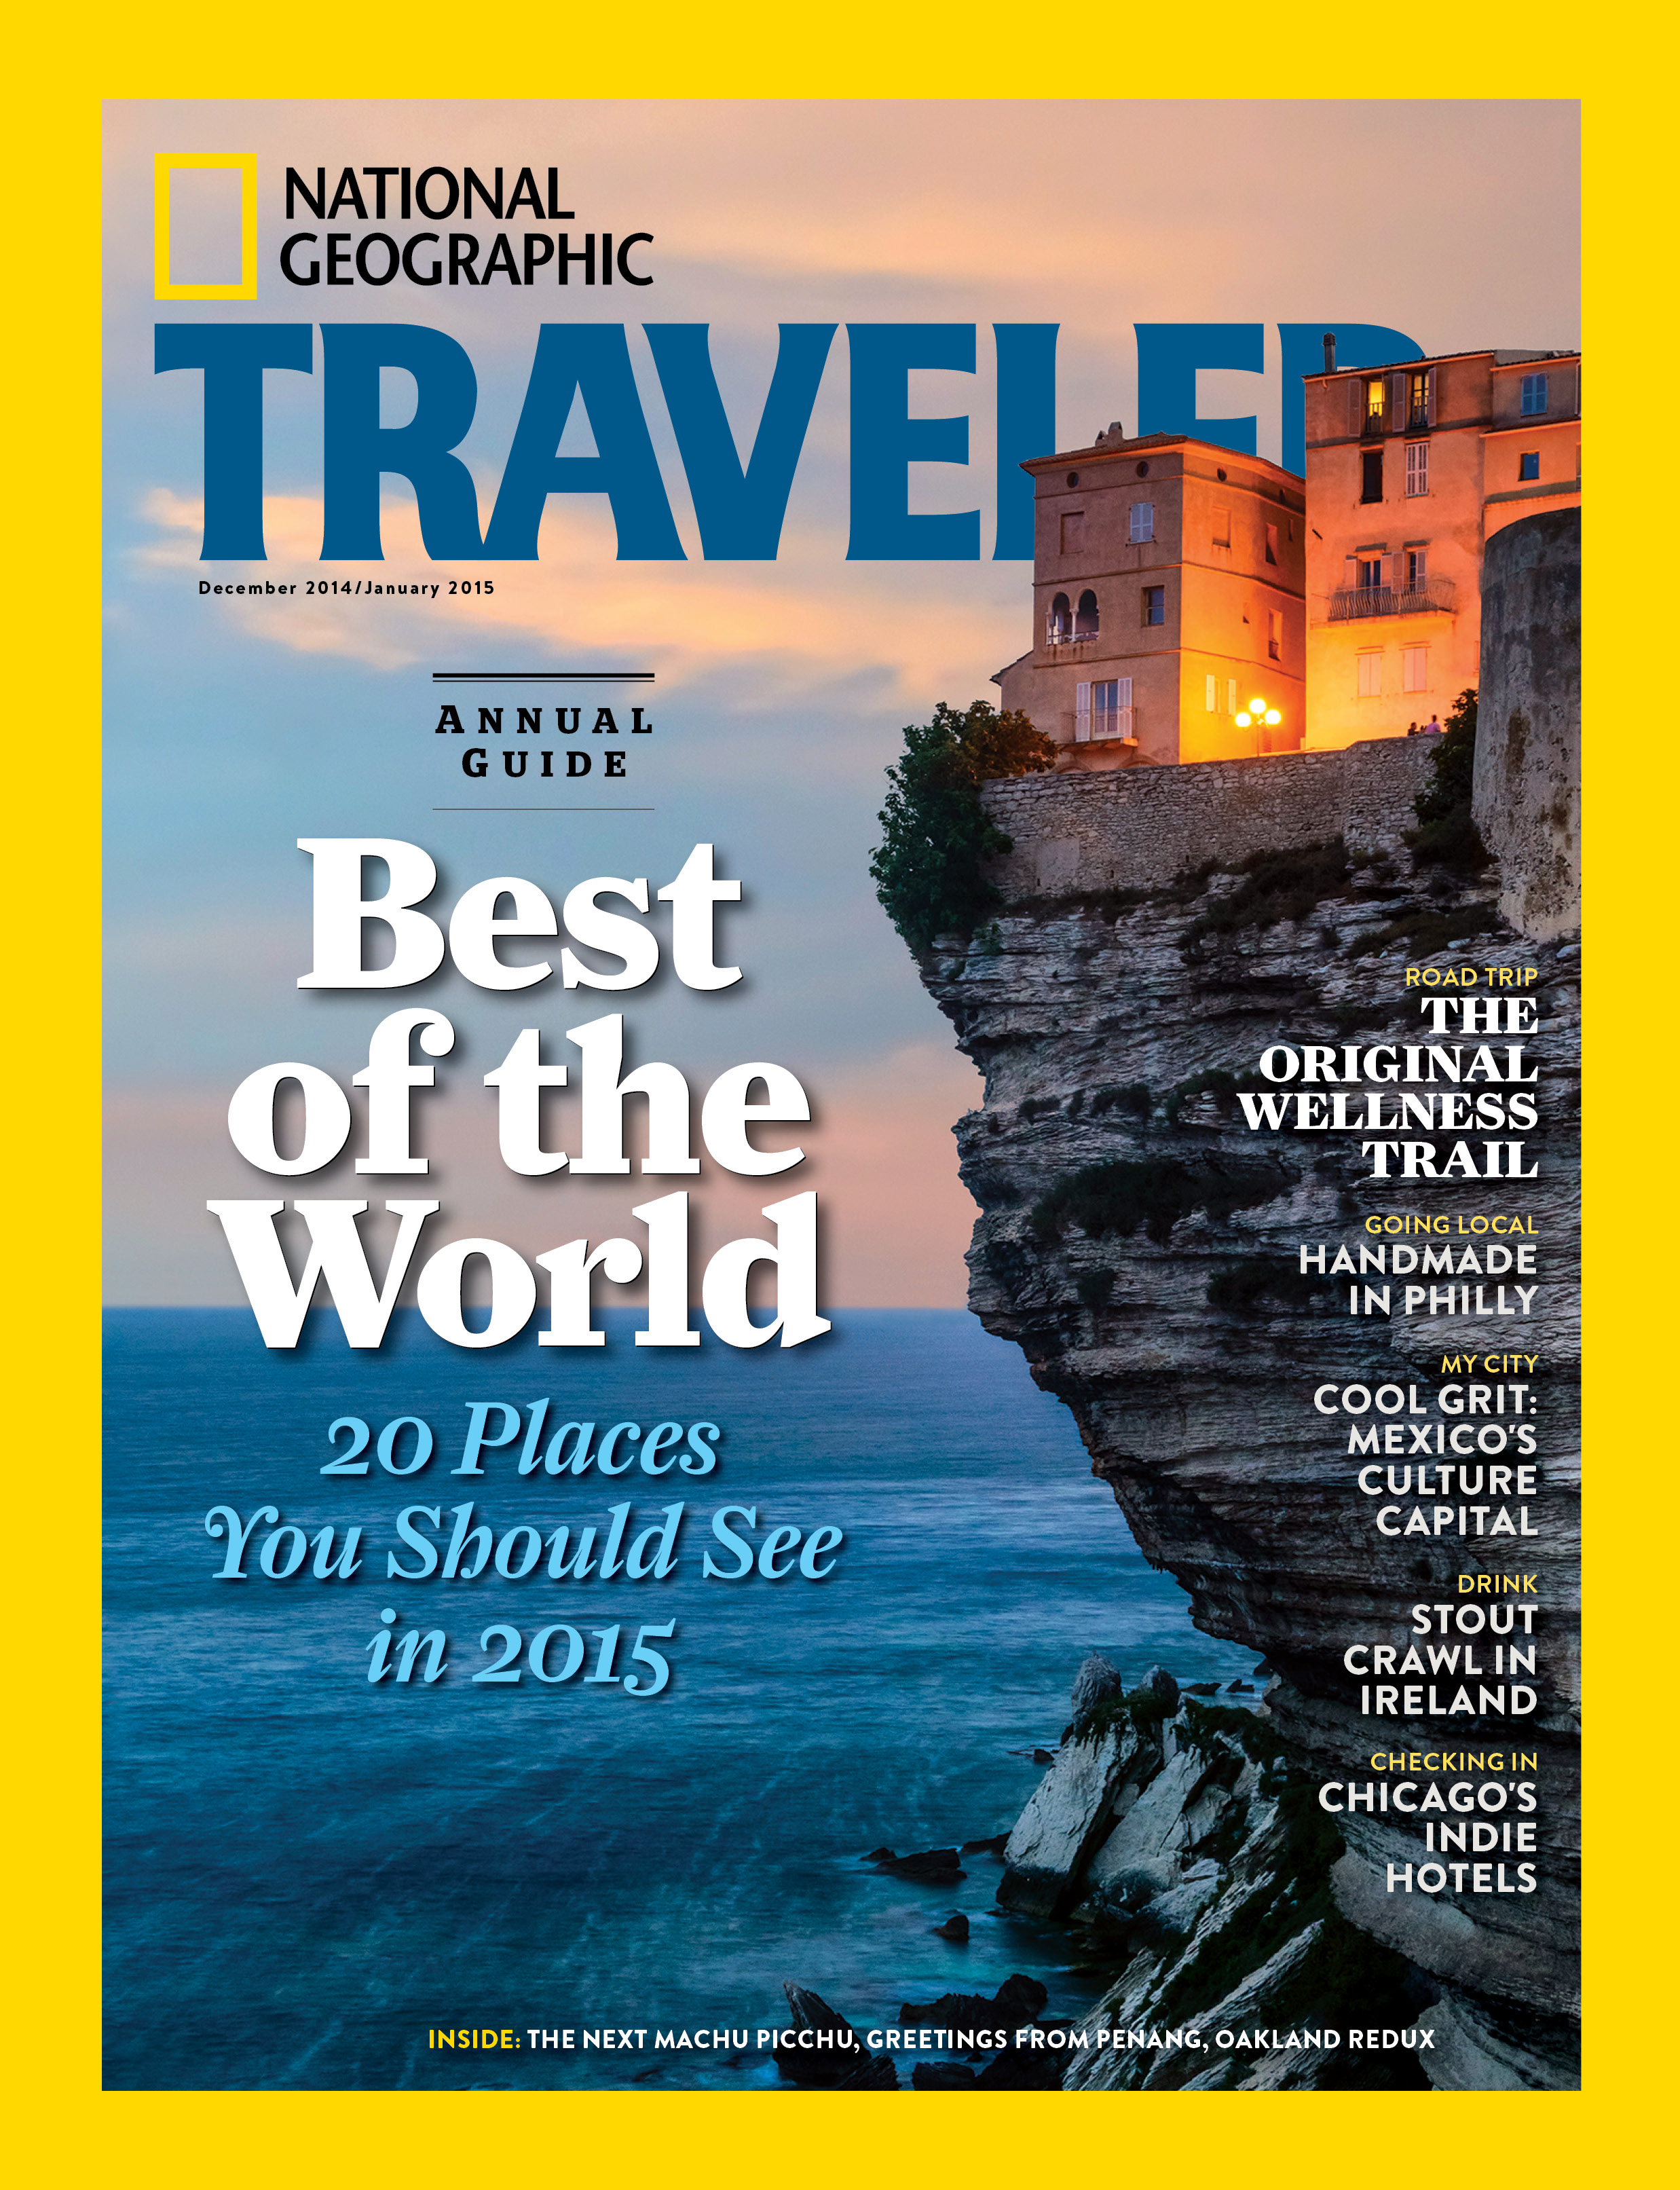 NATIONAL
GEOGRAPHIC
TRAVELER
December 2014/January 2015
ANNUAL
GUIDE
Best
of the
World
20 Places
You Should See
in 2015
ROAD TRIP
THE
ORIGINAL
WELLNESS
TRAIL
GOING LOCAL
HANDMADE
IN PHILLY
MY CITY
COOL GRIT:
MEXICO'S
CULTURE
CAPITAL
DRINK
STOUT
CRAWL IN
IRELAND
CHECKING IN
CHICAGO'S
INDIE
HOTELS
INSIDE: THE NEXT MACHU PICCHU, GREETINGS FROM PENANG, OAKLAND REDUX